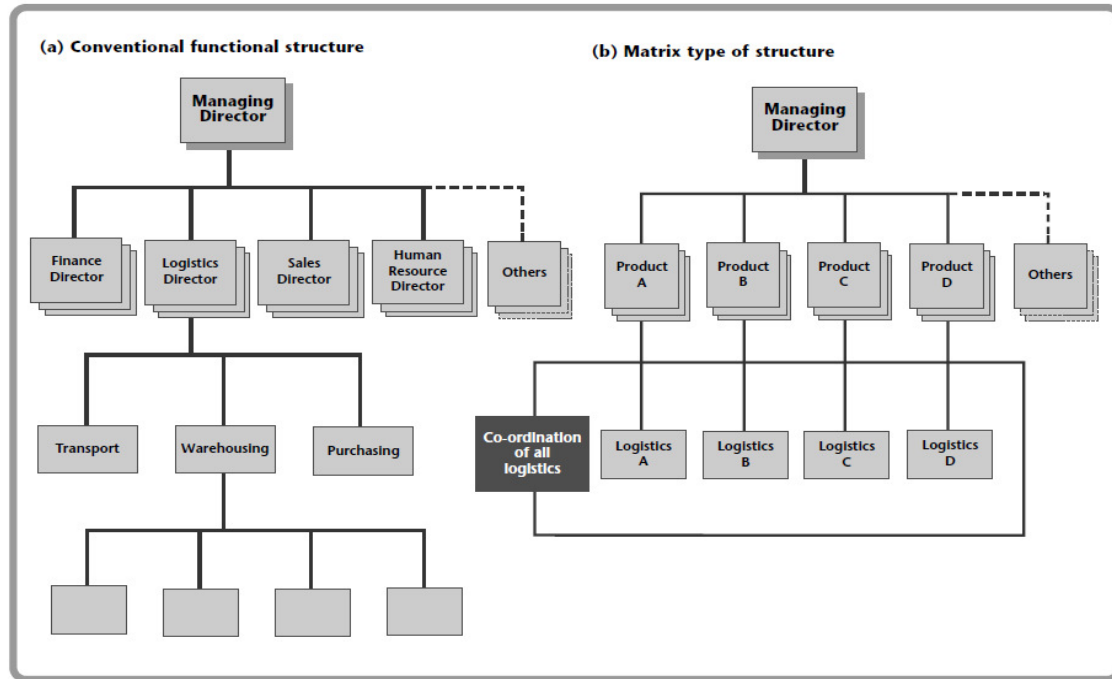 (a) Conventional functional structure
Managing
Director
Finance
Director
Logistics
Director
Sales
Director
Human
Resource
Director
Others
Transport
Warehousing
Purchasing
(b) Matrix type of structure
Managing
Director
Product
A
Product
B
Product
C
Product
D
Others
Co-ordination
of all
logistics
Logistics
A
Logistics
B
Logistics
C
Logistics
D